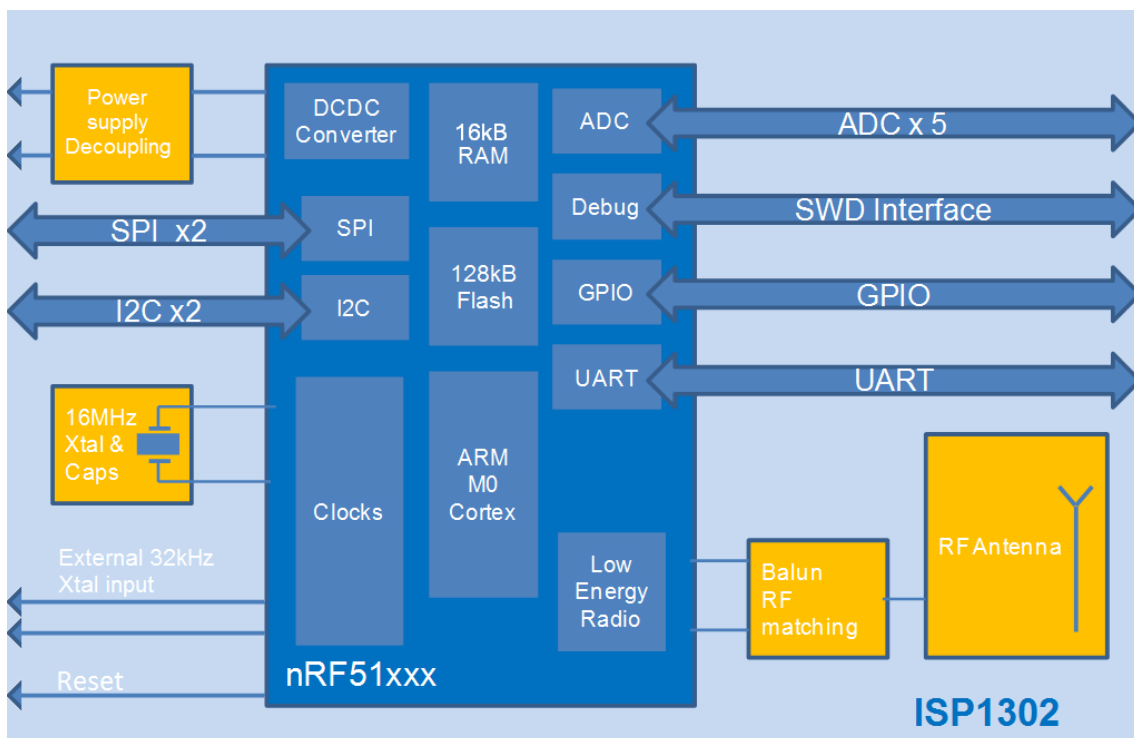 Power
supply
Decoupling
DCDC
Converter
16kB
RAM
ADC
ADC x 5
SPI x2
SPI
Debug
SWD Interface
128kB
Flash
I2C x2
I2C
GPIO
GPIO
UART
UART
16MHz
Xtal &
Caps
Clocks
ARM
M0
Cortex
External 32kHz
Xtal input
Low
Energy
Radio
Balun
RF
matching
RF Antenna
Reset
nRF51xxx
ISP1302